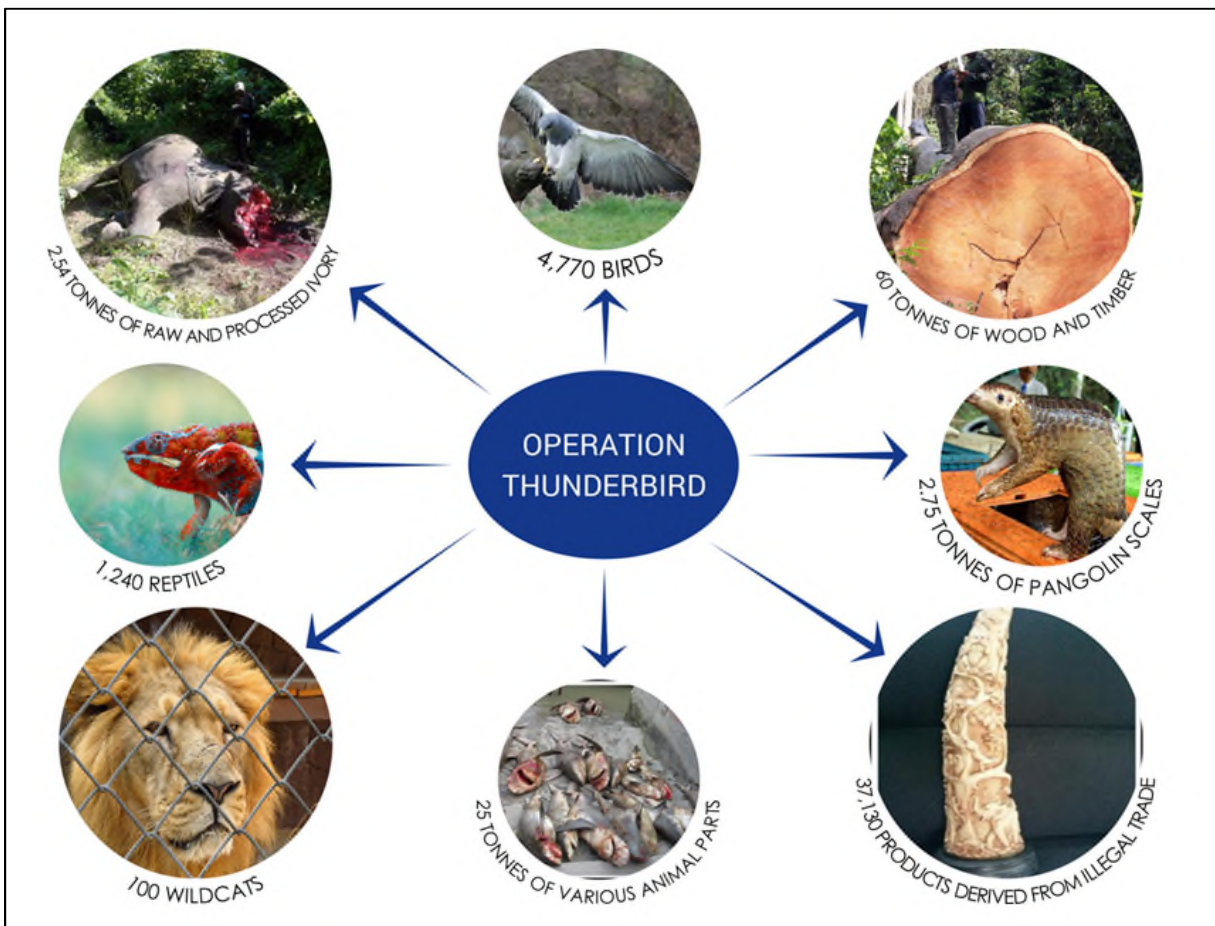 2.54 TONNES OF RAW AND PROCESSED IVORY
4,770 BIRDS
60 TONNES OF WOOD AND TIMBER
OPERATION
THUNDERBIRD
1,240 REPTILES
2.75 TONNES OF PANGOLIN SCALES
100 WILDCATS
25 TONNES OF VARIOUS ANIMAL PARTS
37,130 PRODUCTS DERIVED FROM ILLEGAL TRADE